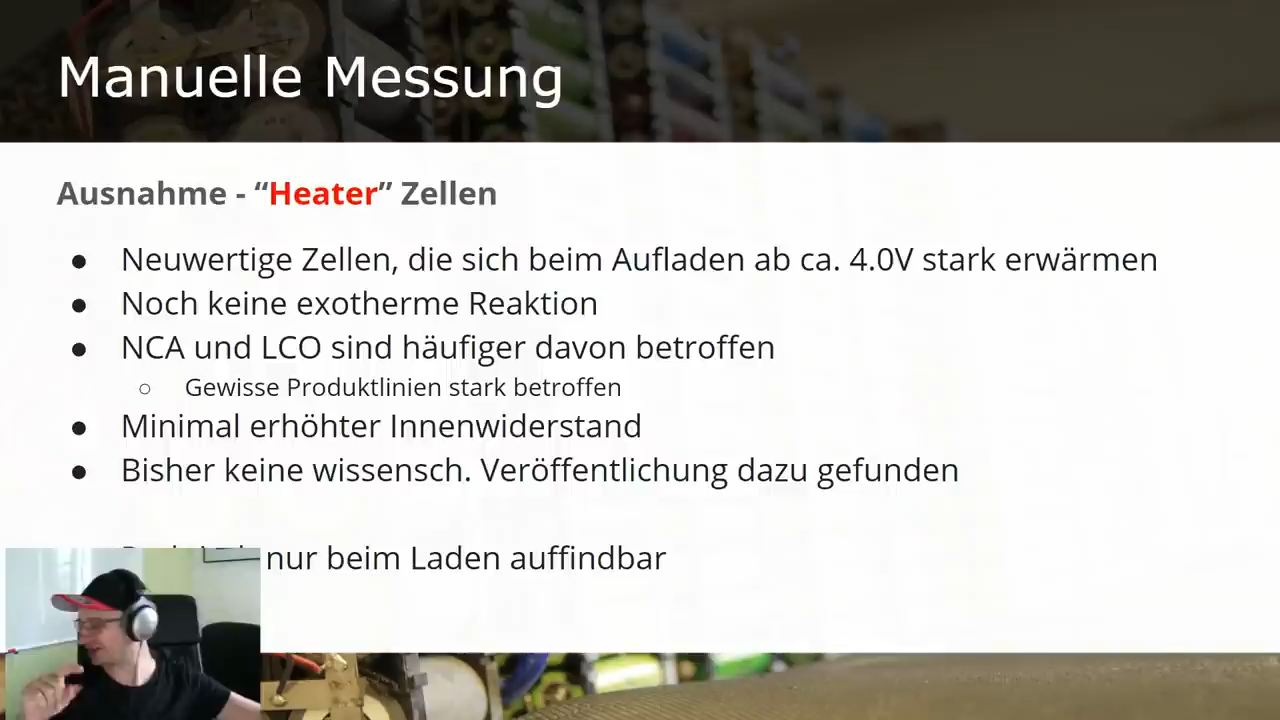 Manuelle Messung
Ausnahme - “Heater” Zellen
● Neuwertige Zellen, die sich beim Aufladen ab ca. 4.0V stark erwärmen
● Noch keine exotherme Reaktion
● NCA und LCO sind häufiger davon betroffen
○ Gewisse Produktlinien stark betroffen
● Minimal erhöhter Innenwiderstand
● Bisher keine wissensch. Veröffentlichung dazu gefunden
nur beim Laden auffindbar